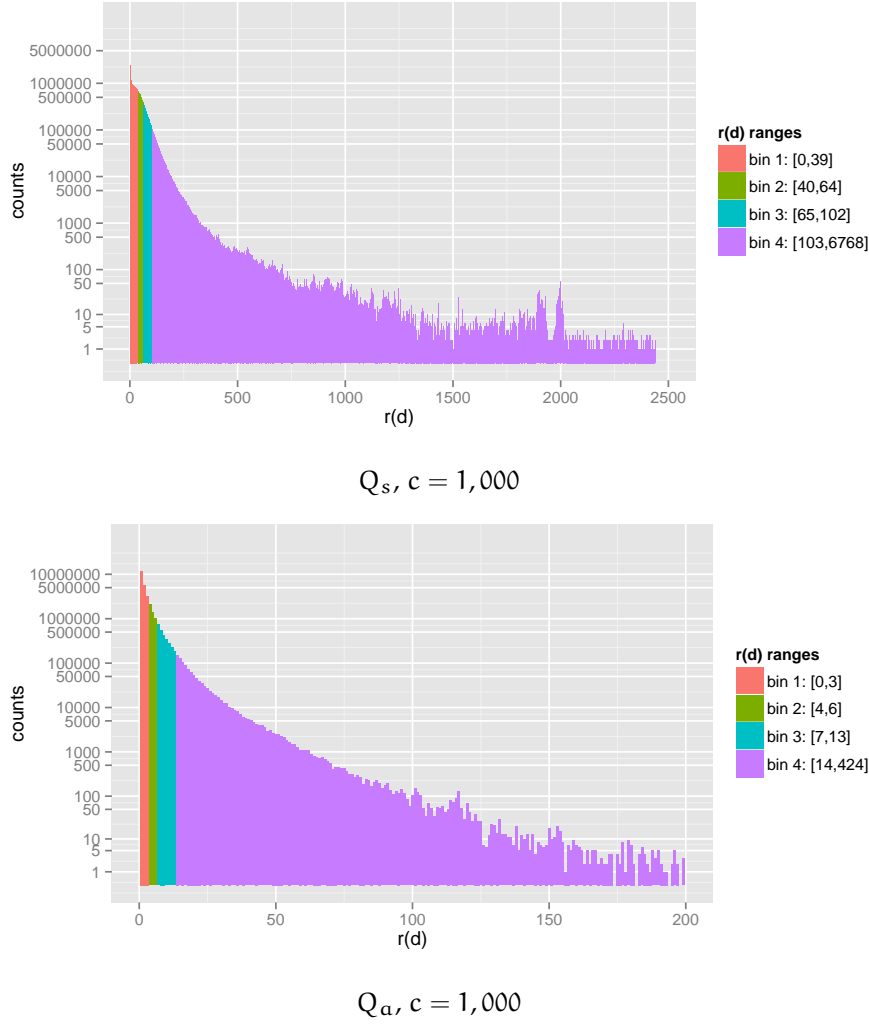 5000000
1000000
500000
100000
50000
10000
5000
1000
500
100
50
10
5
1
counts
0 500 1000 1500 2000 2500
r(d)
r(d) ranges
bin 1: [0,39]
bin 2: [40,64]
bin 3: [65,102]
bin 4: [103,6768]
Qs, c = 1,000
10000000
5000000
1000000
500000
100000
50000
10000
5000
1000
500
100
50
10
5
1
counts
0 50 100 150 200
r(d)
r(d) ranges
bin 1: [0,3]
bin 2: [4,6]
bin 3: [7,13]
bin 4: [14,424]
Qa, c = 1,000